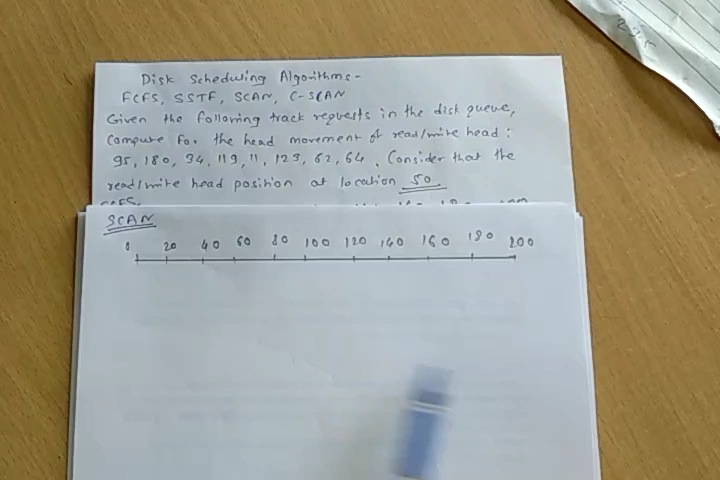 Disk Scheduling Algorithms-
FCFS, SSTF, SCAN, C-SCAN
Given the following track requests in the disk queue,
compute for the head movement of read/write head:
95, 180, 34, 119, 11, 123, 62, 64. Consider that the
read/write head position at location 50.
SCAN
0 20 40 60 80 100 120 140 160 180 200